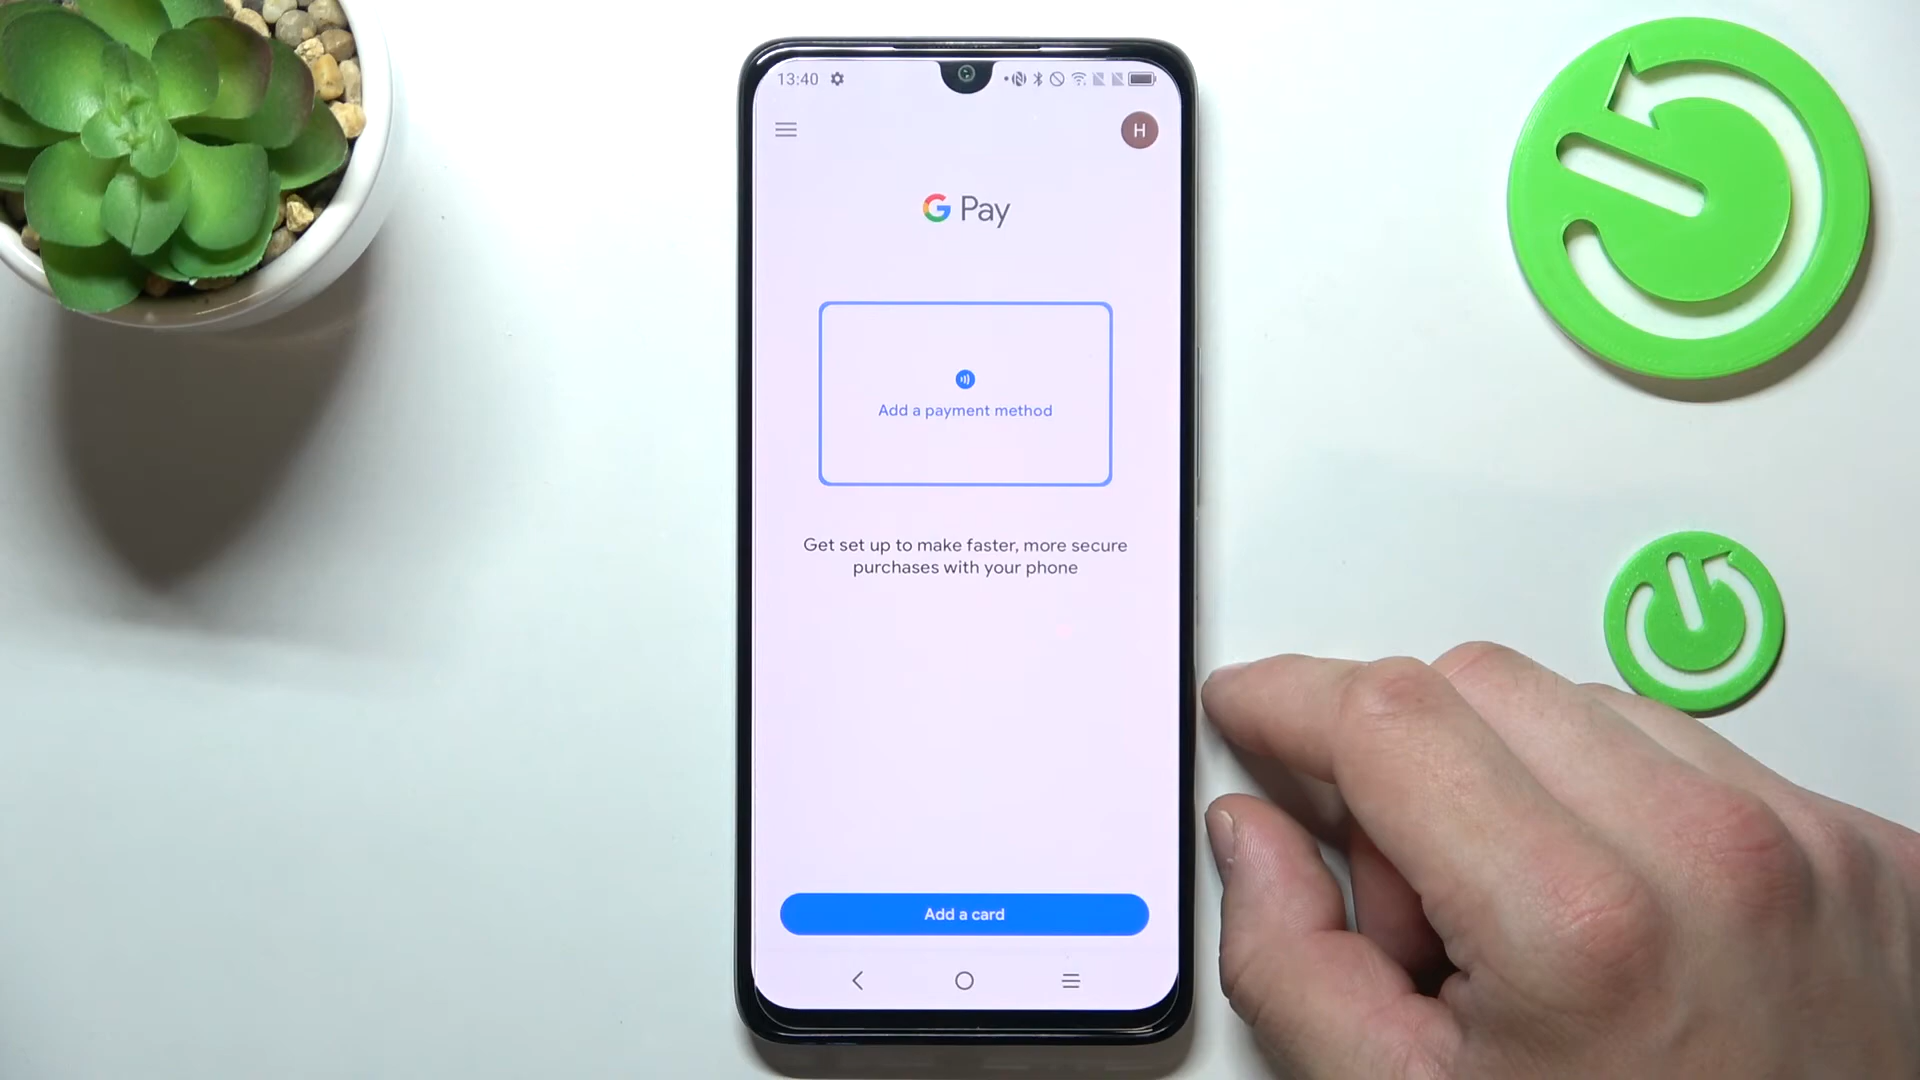 13:40
H
G Pay
Add a payment method
Get set up to make faster, more secure
purchases with your phone
Add a card